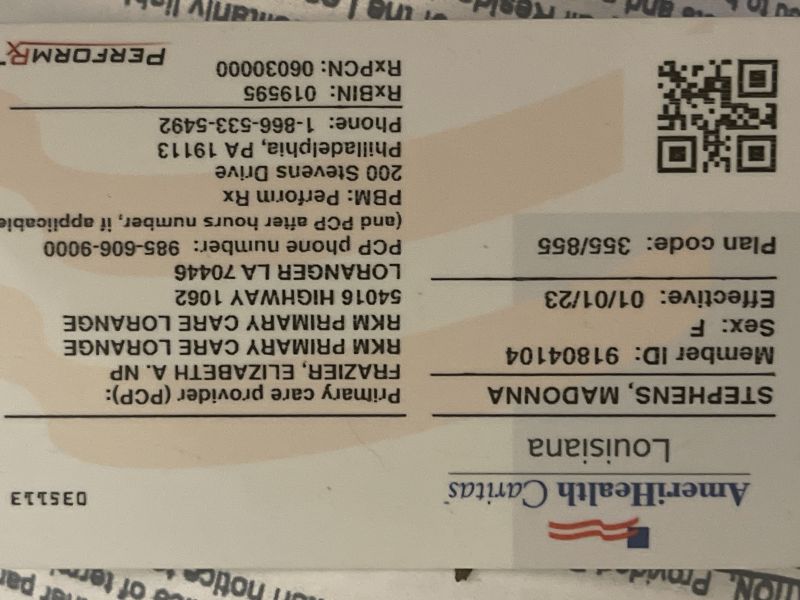 AmeriHealth Caritas
Louisiana
STEPHENS, MADONNA
Member ID: 91804104
Sex: F
Effective: 01/01/23
Plan code: 355/855
035113
Primary care provider (PCP):
FRAZIER, ELIZABETH A. NP
RKM PRIMARY CARE LORANGE
RKM PRIMARY CARE LORANGE
54016 HIGHWAY 1062
LORANGER LA 70446
PCP phone number: 985-606-9000
(and PCP after hours number, if applicable
PBM: Perform Rx
200 Stevens Drive
Philladelphia, PA 19113
Phone: 1-866-533-5492
RxBIN: 019595
RxPCN: 06030000
PERFORMRx